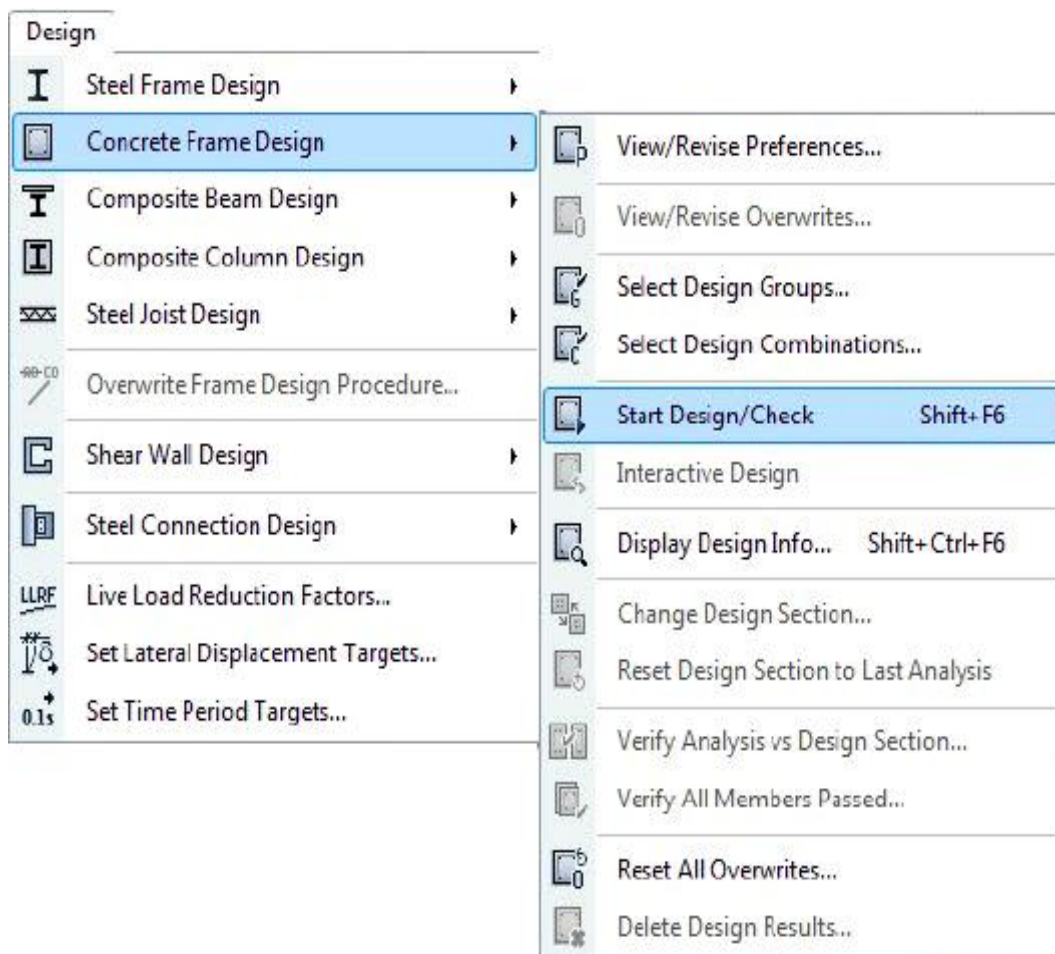 Design
Steel Frame Design
Concrete Frame Design
Composite Beam Design
Composite Column Design
Steel Joist Design
Overwrite Frame Design Procedure...
Shear Wall Design
Steel Connection Design
LLRF Live Load Reduction Factors...
Set Lateral Displacement Targets...
0.1s Set Time Period Targets...
View/Revise Preferences...
View/Revise Overwrites...
Select Design Groups...
Select Design Combinations...
Start Design/Check Shift+F6
Interactive Design
Display Design Info... Shift+Ctrl+F6
Change Design Section...
Reset Design Section to Last Analysis
Verify Analysis vs Design Section...
Verify All Members Passed...
Reset All Overwrites...
Delete Design Results...